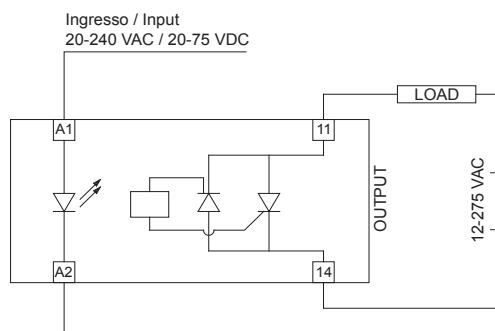 Ingresso / Input
20-240 VAC / 20-75 VDC
LOAD
A1
11
OUTPUT
12-275 VAC
A2
14